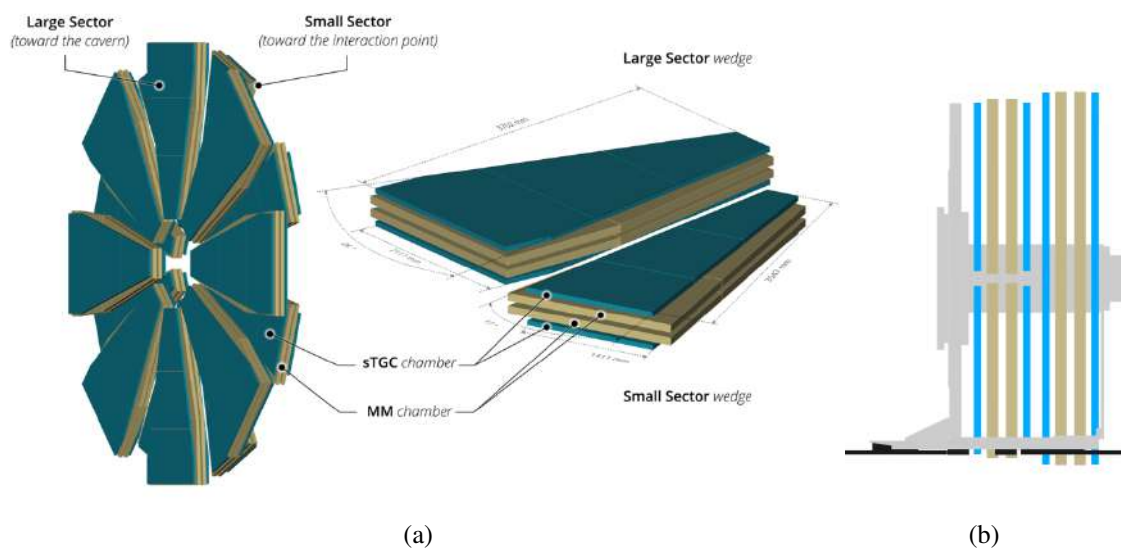 Large Sector
(toward the cavern)
Small Sector
(toward the interaction point)
Large Sector wedge
sTGC chamber
MM chamber
Small Sector wedge
(a)
(b)